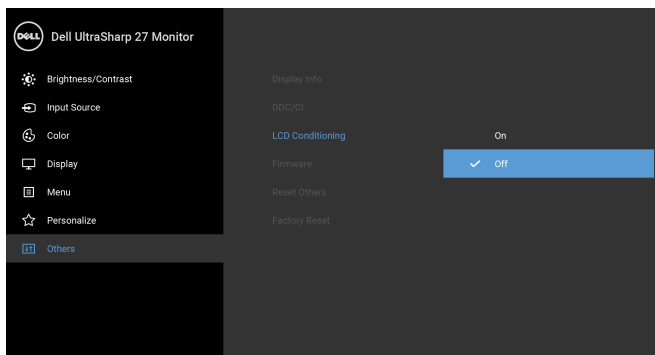 DELL
Dell UltraSharp 27 Monitor
Brightness/Contrast
Display Info
Input Source
DDC/CI
Color
LCD Conditioning
On
Display
Firmware
Off
Menu
Reset Others
Personalize
Factory Reset
Others